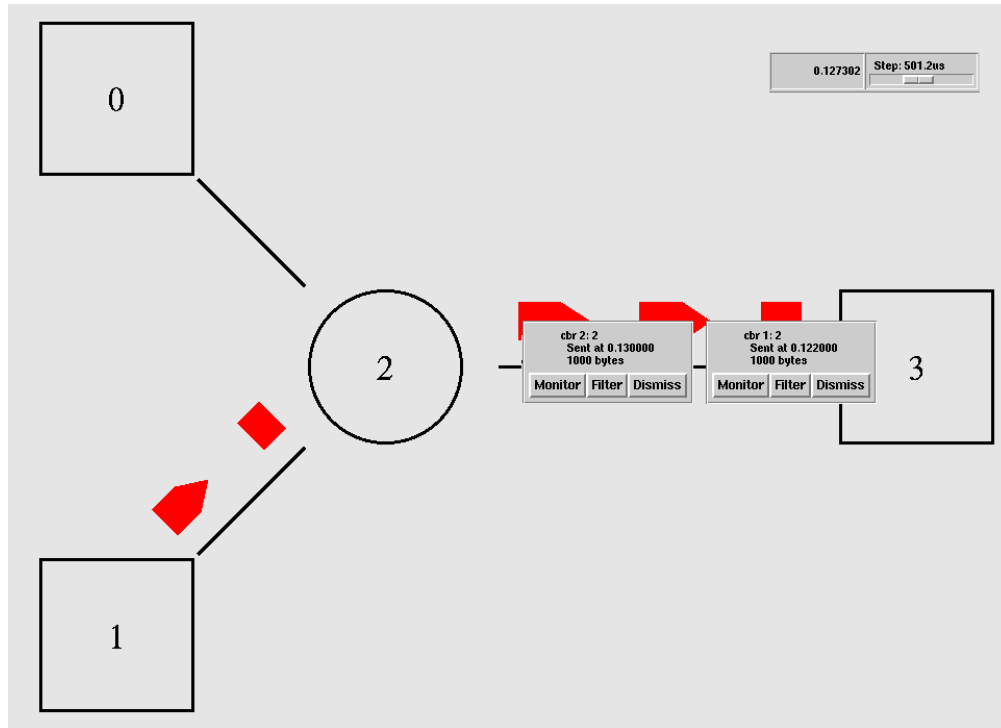 0
0.127302
Step: 501.2us
2
cbr 2: 2
Sent at 0.130000
1000 bytes
Monitor Filter Dismiss
cbr 1: 2
Sent at 0.122000
1000 bytes
Monitor Filter Dismiss
3
1